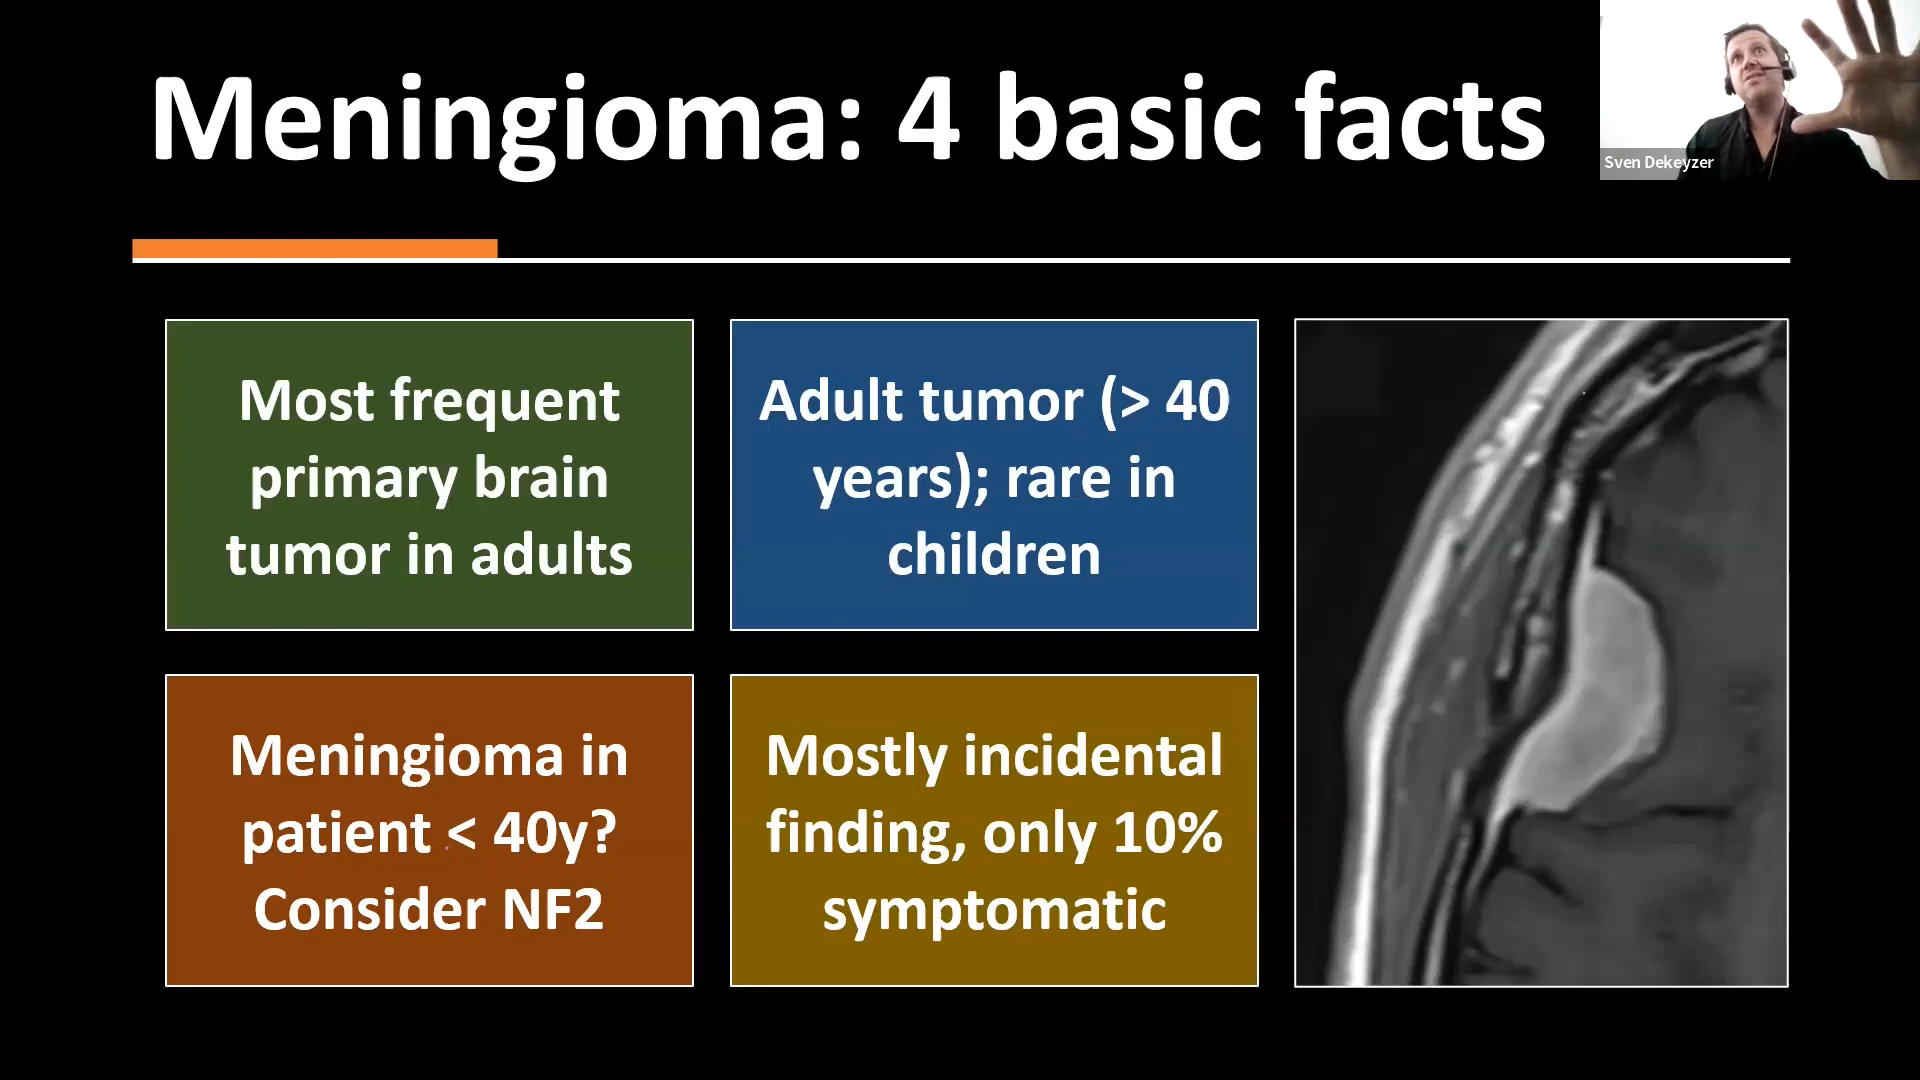 Meningioma: 4 basic facts
Sven Dekeyzer
Most frequent
primary brain
tumor in adults
Adult tumor (> 40
years); rare in
children
Meningioma in
patient < 40y?
Consider NF2
Mostly incidental
finding, only 10%
symptomatic